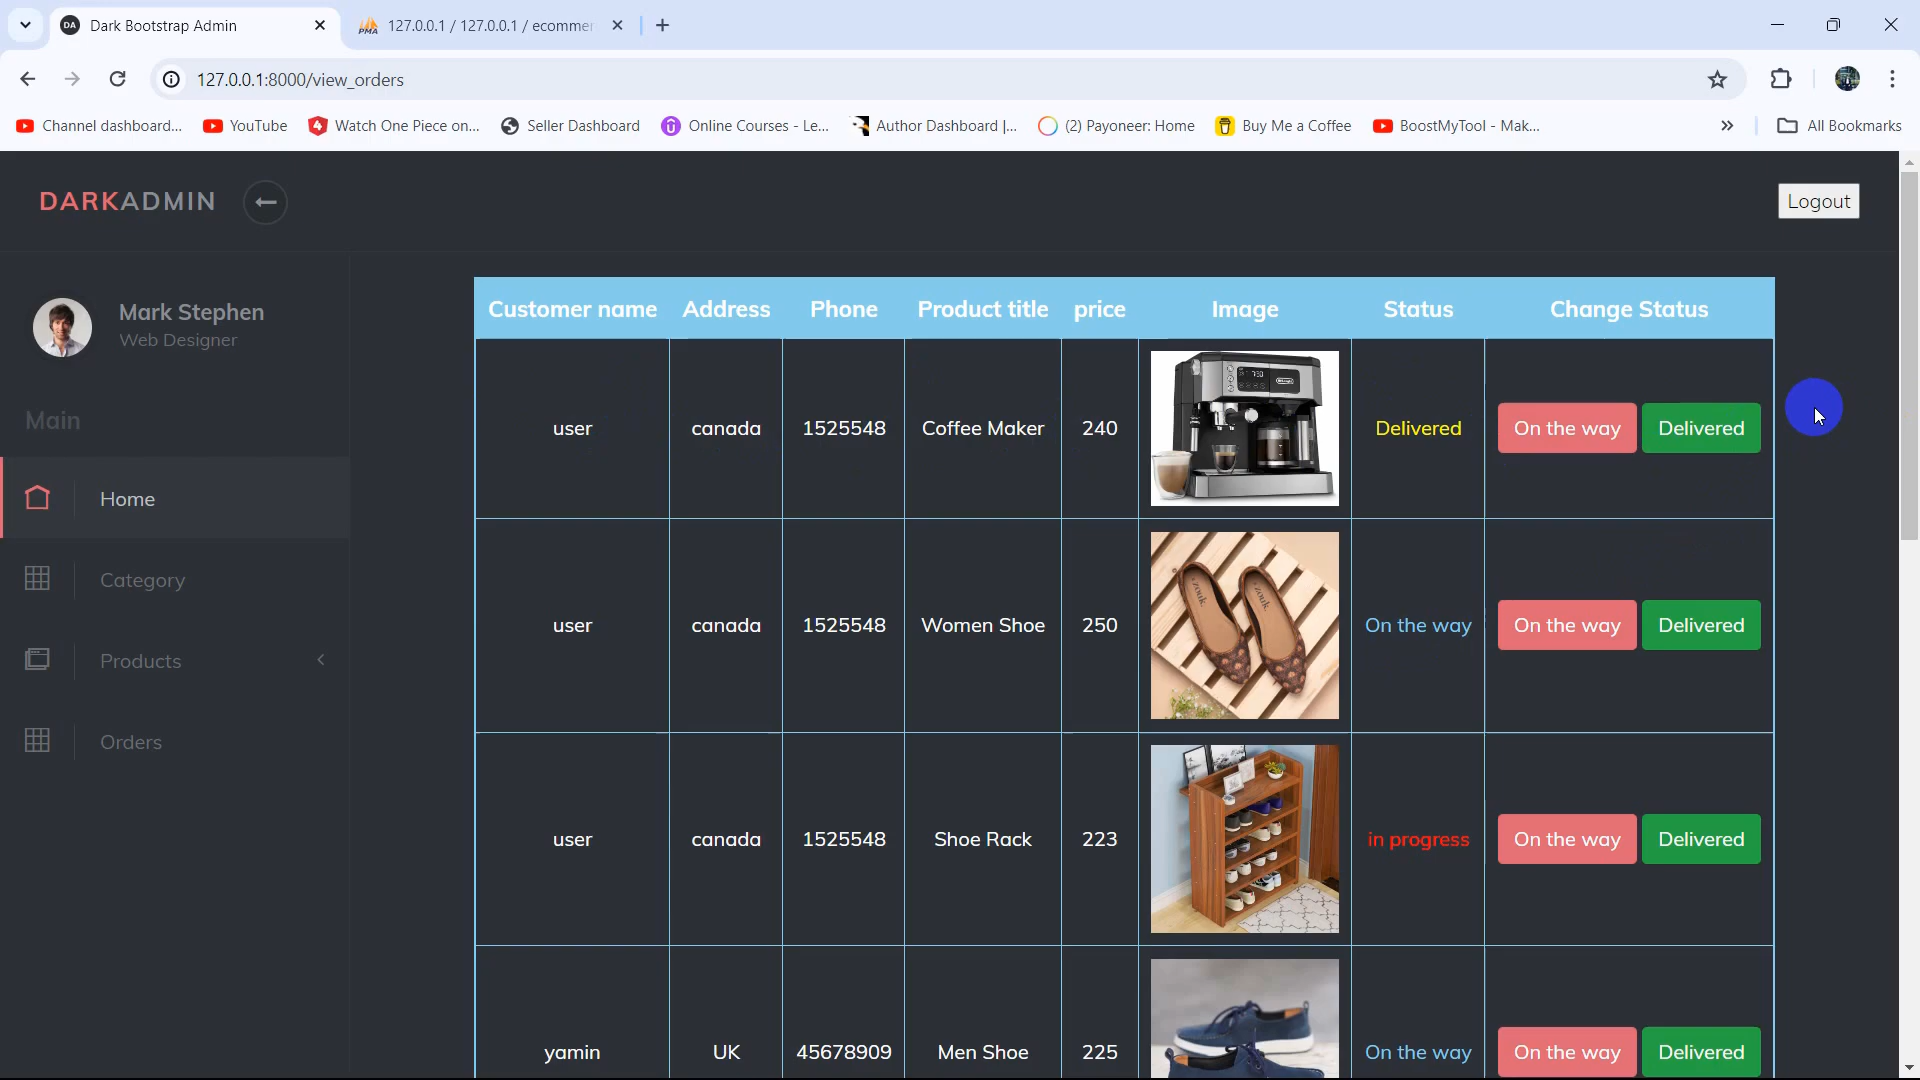 Dark Bootstrap Admin
127.0.0.1 / 127.0.0.1 / ecommer
127.0.0.1:8000/view_orders
Channel dashboard...
YouTube
Watch One Piece on...
Seller Dashboard
Online Courses - Le...
Author Dashboard |...
(2) Payoneer: Home
Buy Me a Coffee
BoostMyTool - Mak...
All Bookmarks
DARKADMIN
Logout
Mark Stephen
Web Designer
Main
Home
Category
Products
Orders
Customer name Address Phone Product title price Image Status Change Status
user canada 1525548 Coffee Maker 240 Delivered On the way Delivered
user canada 1525548 Women Shoe 250 On the way On the way Delivered
user canada 1525548 Shoe Rack 223 in progress On the way Delivered
yamin UK 45678909 Men Shoe 225 On the way On the way Delivered